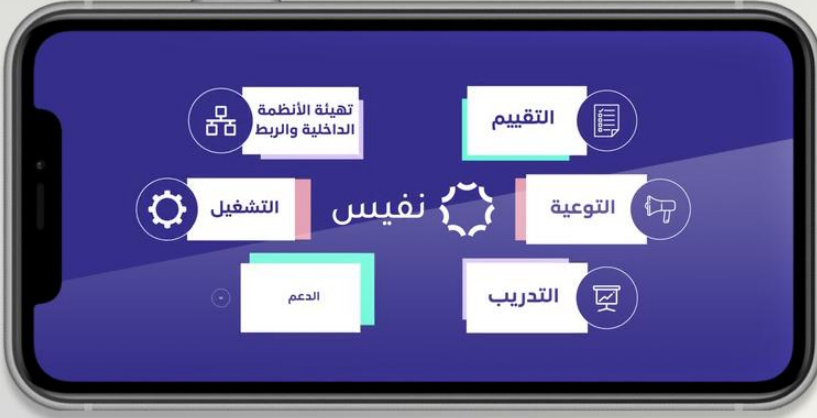 التقييم
التوعية
التدريب
نفيس
تهيئة الأنظمة
الداخلية والربط
التشغيل
الدعم